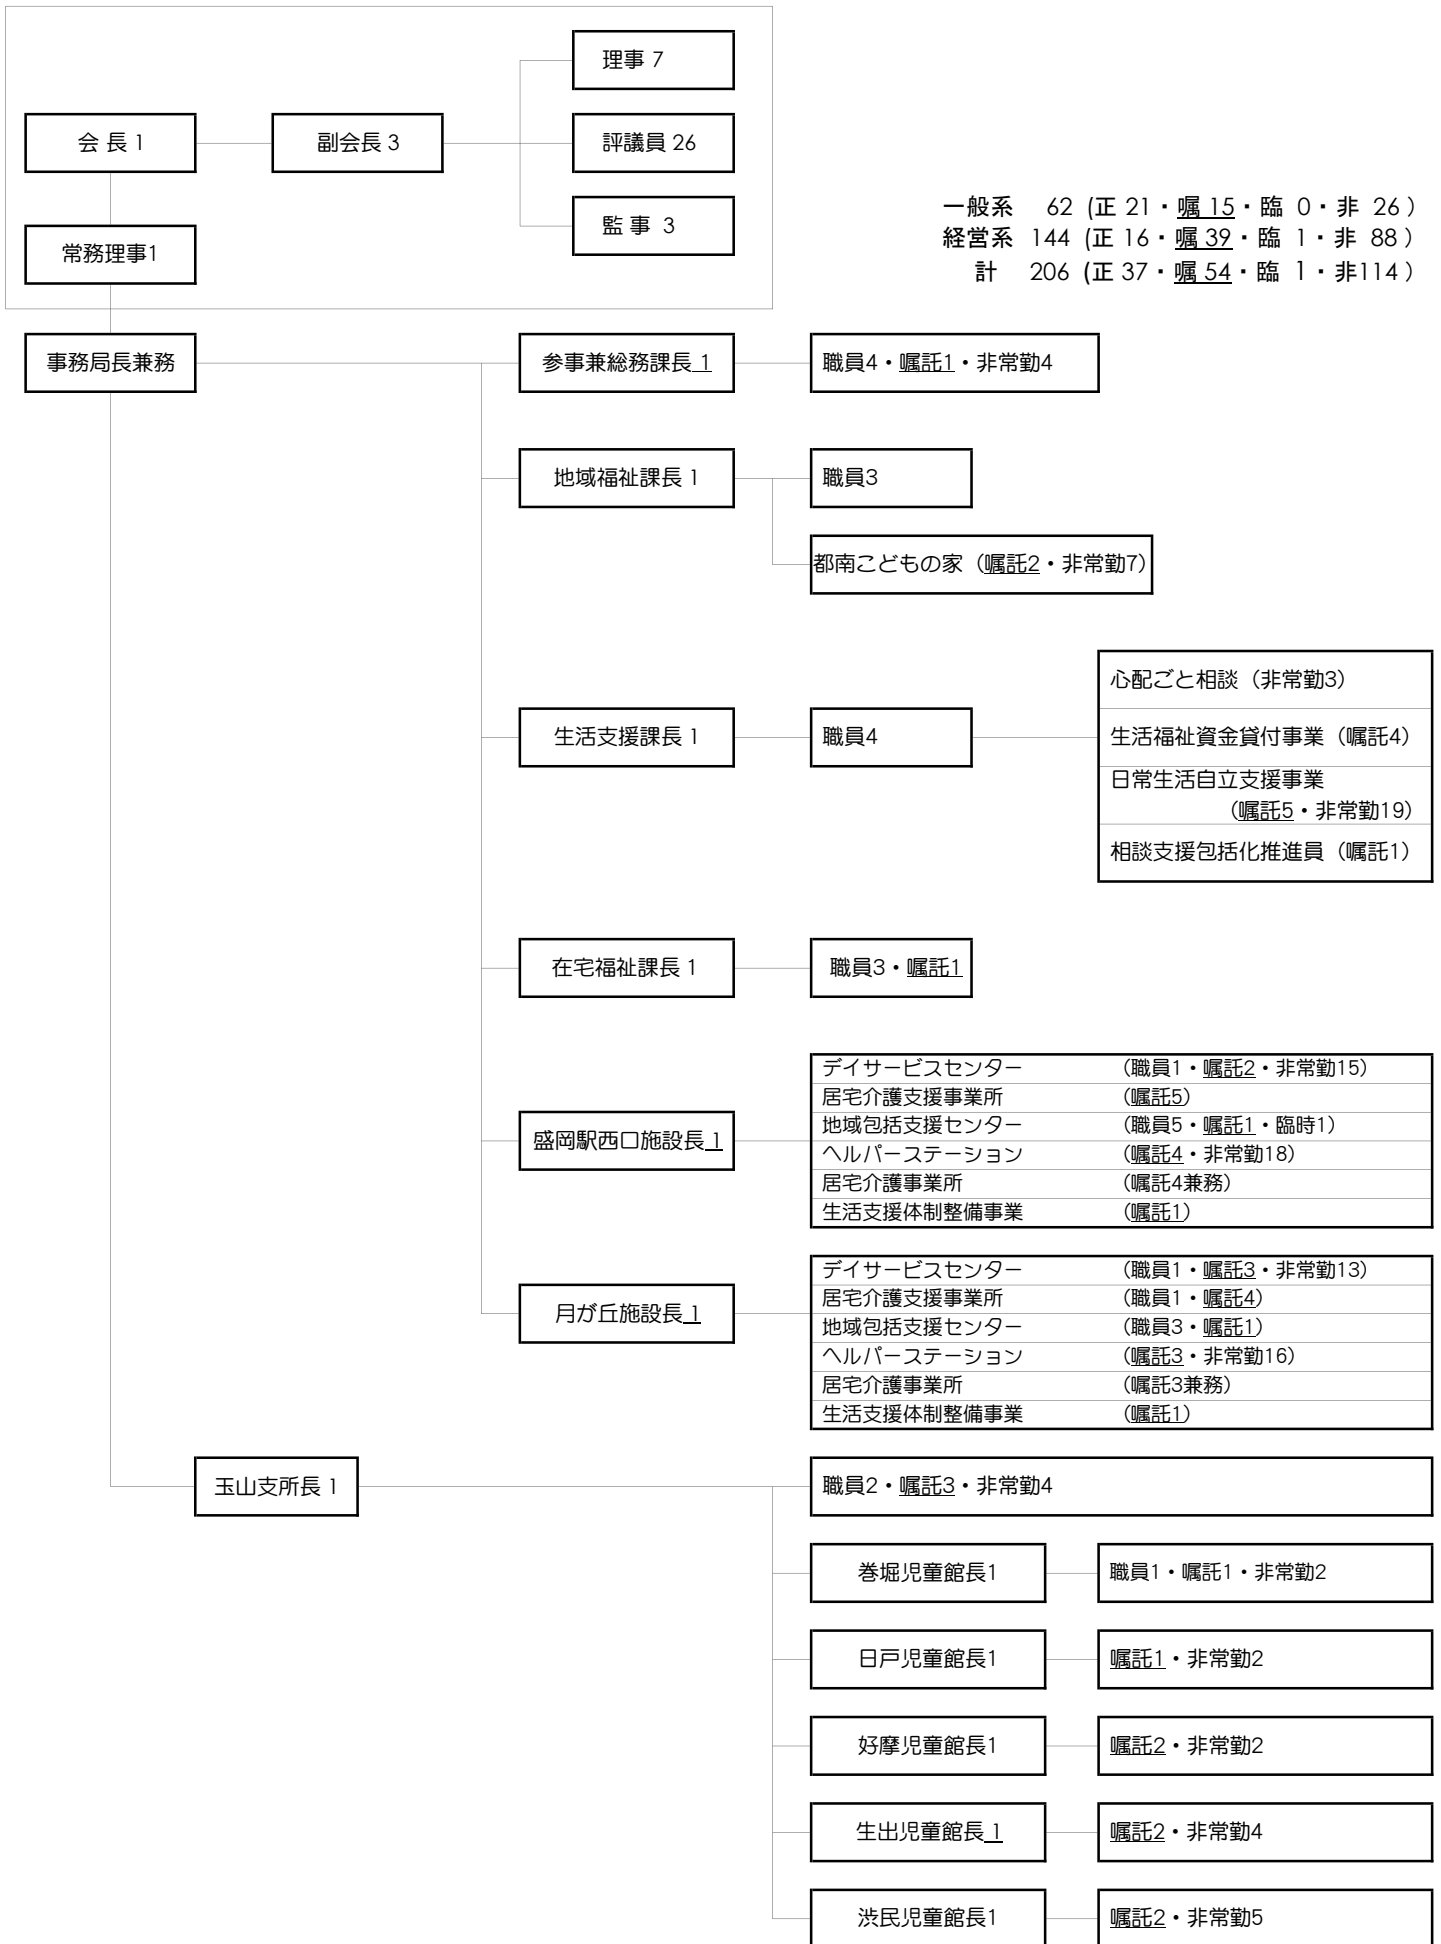 理事 7
会 長 1
副会長 3
評議員 26
監 事 3
常務理事1
一般系 62 (正 21・嘱 15・臨 0・非 26 )
経営系 144 (正 16・嘱 39・臨 1・非 88 )
計 206 (正 37・嘱 54・臨 1・非114 )
事務局長兼務
参事兼総務課長 1
職員4・嘱託1・非常勤4
地域福祉課長 1
職員3
都南こどもの家（嘱託2・非常勤7）
生活支援課長 1
職員4
心配ごと相談（非常勤3）
生活福祉資金貸付事業（嘱託4）
日常生活自立支援事業
（嘱託5・非常勤19）
相談支援包括化推進員（嘱託1）
在宅福祉課長 1
職員3・嘱託1
盛岡駅西口施設長 1
デイサービスセンター （職員1・嘱託2・非常勤15）
居宅介護支援事業所 （嘱託5）
地域包括支援センター （職員5・嘱託1・臨時1）
ヘルパーステーション （嘱託4・非常勤18）
居宅介護事業所 （嘱託4兼務）
生活支援体制整備事業 （嘱託1）
月が丘施設長 1
デイサービスセンター （職員1・嘱託3・非常勤13）
居宅介護支援事業所 （職員1・嘱託4）
地域包括支援センター （職員3・嘱託1）
ヘルパーステーション （嘱託3・非常勤16）
居宅介護事業所 （嘱託3兼務）
生活支援体制整備事業 （嘱託1）
玉山支所長 1
職員2・嘱託3・非常勤4
巻堀児童館長1
職員1・嘱託1・非常勤2
日戸児童館長1
嘱託1・非常勤2
好摩児童館長1
嘱託2・非常勤2
生出児童館長 1
嘱託2・非常勤4
渋民児童館長1
嘱託2・非常勤5